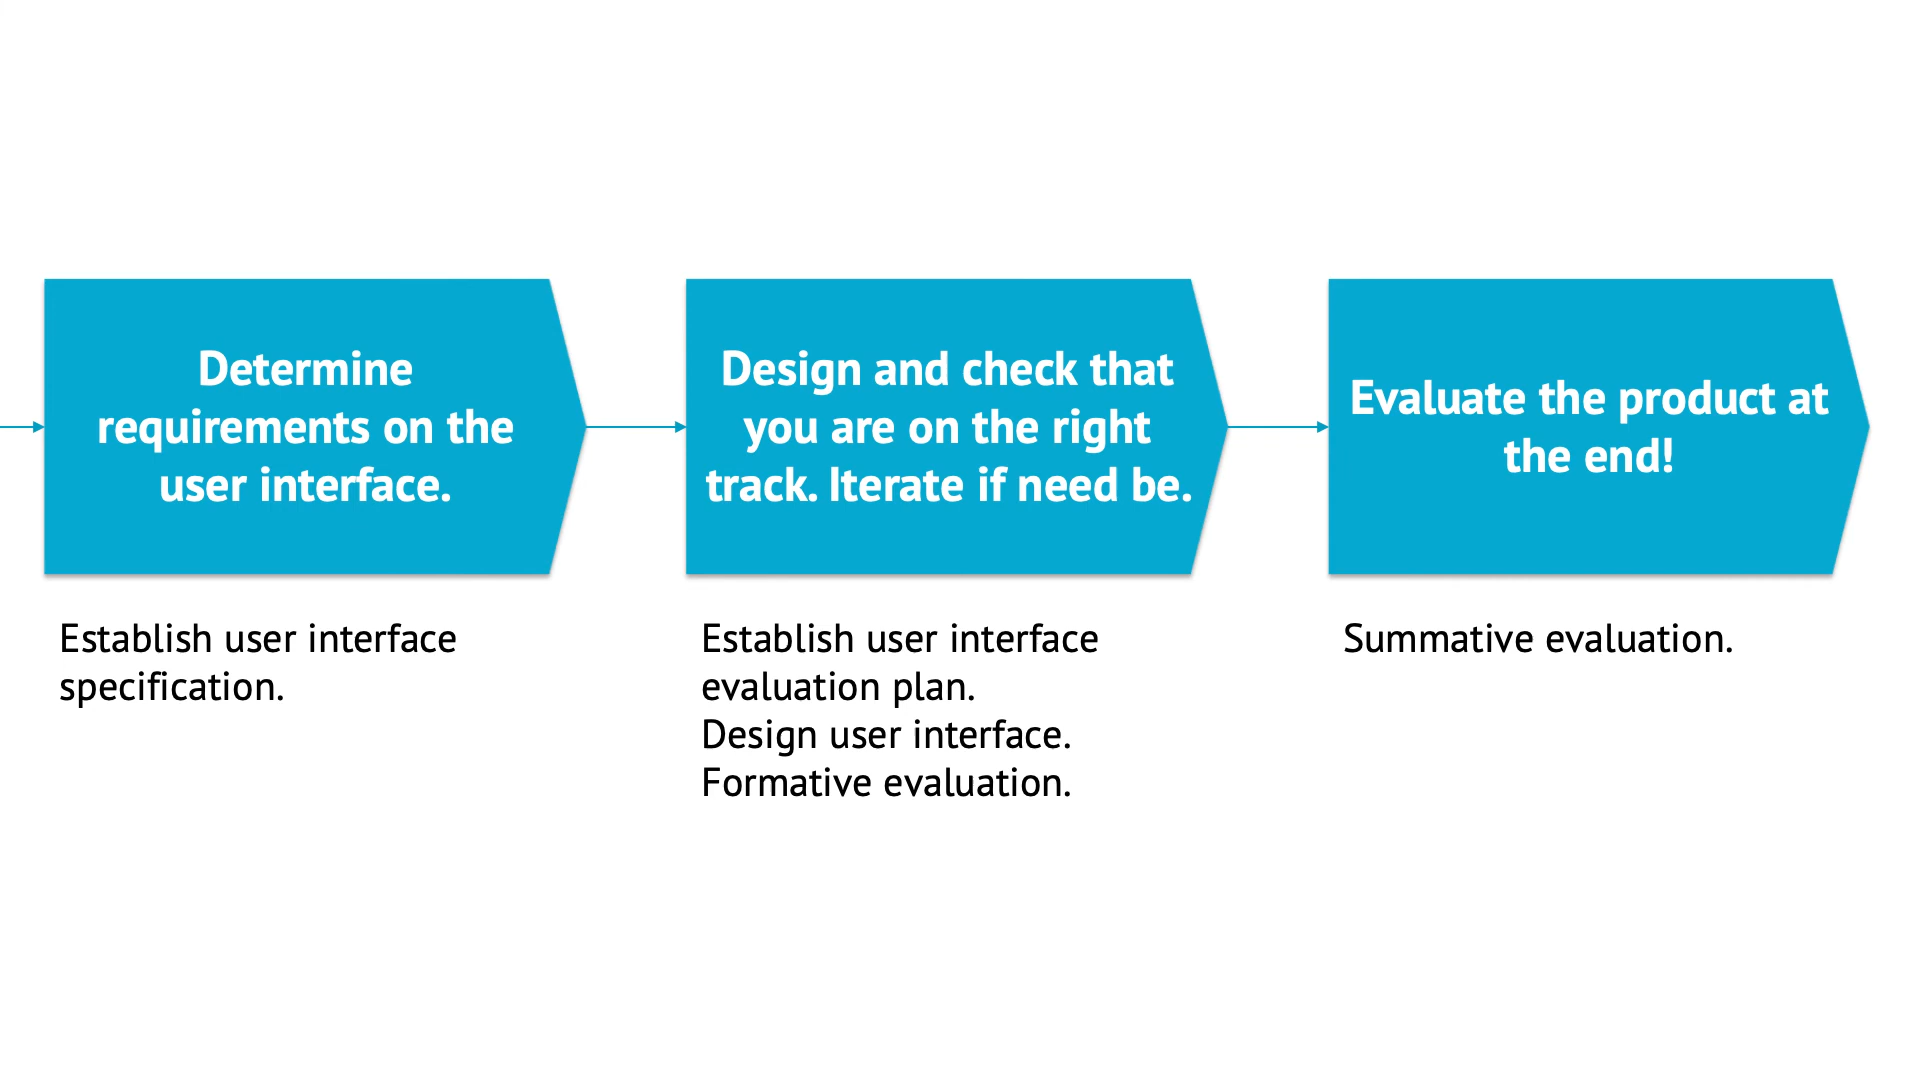 Determine
requirements on the
user interface.
Establish user interface
specification.
Design and check that
you are on the right
track. Iterate if need be.
Establish user interface
evaluation plan.
Design user interface.
Formative evaluation.
Evaluate the product at
the end!
Summative evaluation.